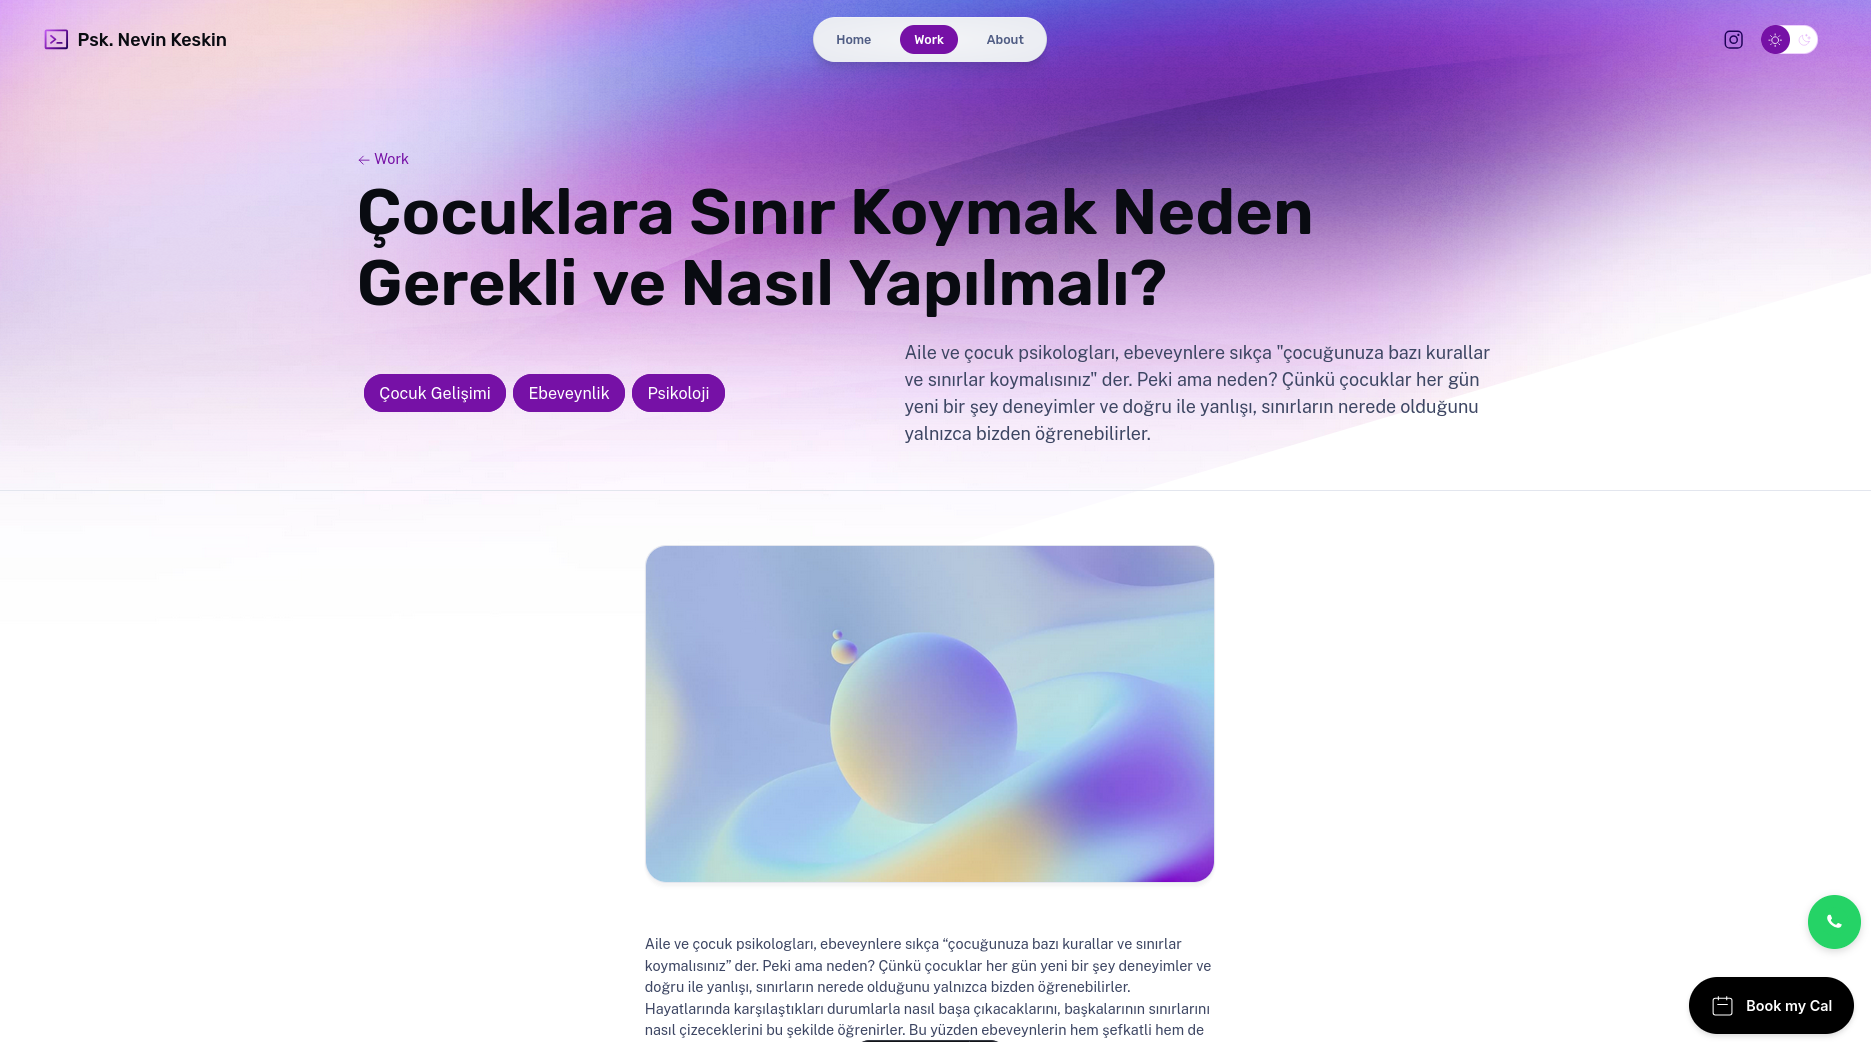 Psk. Nevin Keskin
Home
Work
About
← Work
Çocuklara Sınır Koymak Neden
Gerekli ve Nasıl Yapılmalı?
Çocuk Gelişimi
Ebeveynlik
Psikoloji
Aile ve çocuk psikologları, ebeveynlere sıkça "çocuğunuza bazı kurallar
ve sınırlar koymalısınız" der. Peki ama neden? Çünkü çocuklar her gün
yeni bir şey deneyimler ve doğru ile yanlışı, sınırların nerede olduğunu
yalnızca bizden öğrenebilirler.
Aile ve çocuk psikologları, ebeveynlere sıkça “çocuğunuza bazı kurallar ve sınırlar
koymalısınız” der. Peki ama neden? Çünkü çocuklar her gün yeni bir şey deneyimler ve
doğru ile yanlışı, sınırların nerede olduğunu yalnızca bizden öğrenebilirler.
Hayatlarında karşılaştıkları durumlarla nasıl başa çıkacaklarını, başkalarının sınırlarını
nasıl çizeceklerini bu şekilde öğrenirler. Bu yüzden ebeveynlerin hem şefkatli hem de
Book my Cal